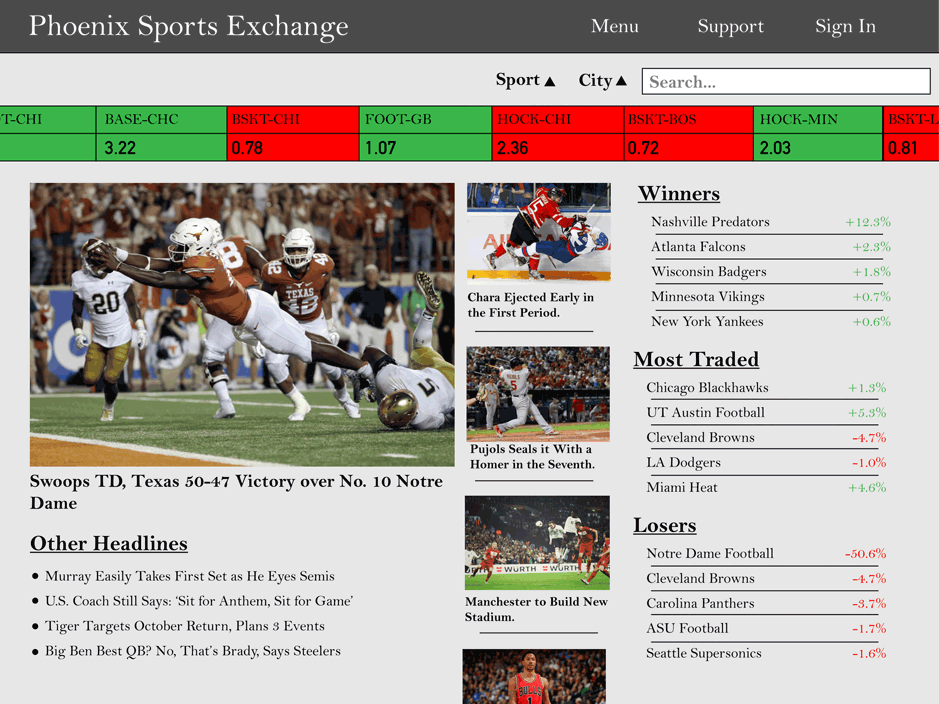 Phoenix Sports Exchange
Menu Support Sign In
Sport ▲ City ▲ Search...
T-CHI BASE-CHC BSKT-CHI FOOT-GB HOCK-CHI BSKT-BOS HOCK-MIN BSKT-L
3.22 0.78 1.07 2.36 0.72 2.03 0.81
20
TEXAS
42
5
Swoops TD, Texas 50-47 Victory over No. 10 Notre
Dame
Other Headlines
• Murray Easily Takes First Set as He Eyes Semis
• U.S. Coach Still Says: ‘Sit for Anthem, Sit for Game’
• Tiger Targets October Return, Plans 3 Events
• Big Ben Best QB? No, That’s Brady, Says Steelers
Chara Ejected Early in
the First Period.
5
Pujols Seals it With a
Homer in the Seventh.
WÜRTH WÜRTH
Manchester to Build New
Stadium.
BULLS
1
Winners
Nashville Predators +12.3%
Atlanta Falcons +2.3%
Wisconsin Badgers +1.8%
Minnesota Vikings +0.7%
New York Yankees +0.6%
Most Traded
Chicago Blackhawks +1.3%
UT Austin Football +5.3%
Cleveland Browns -4.7%
LA Dodgers -1.0%
Miami Heat +4.6%
Losers
Notre Dame Football -50.6%
Cleveland Browns -4.7%
Carolina Panthers -3.7%
ASU Football -1.7%
Seattle Supersonics -1.6%